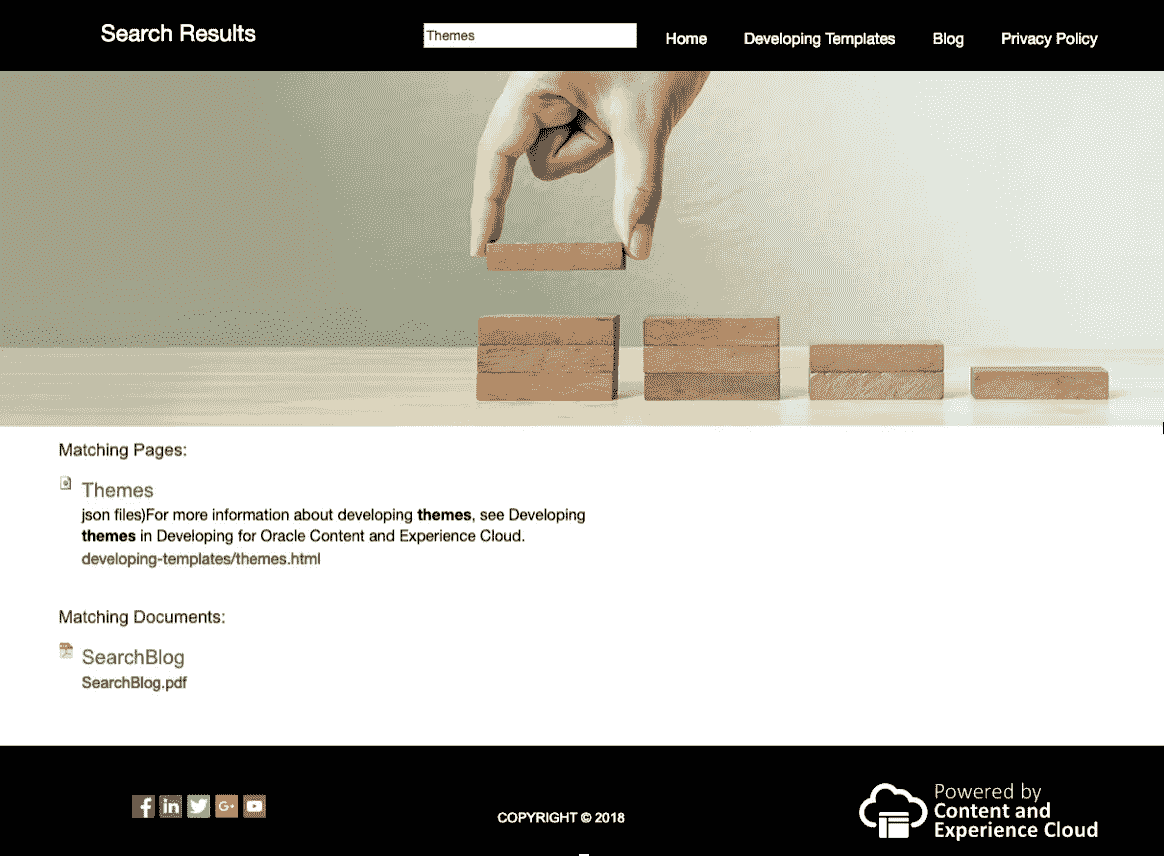 Search Results
Themes
Home
Developing Templates
Blog
Privacy Policy
Matching Pages:
Themes
json files)For more information about developing themes, see Developing
themes in Developing for Oracle Content and Experience Cloud.
developing-templates/themes.html
Matching Documents:
SearchBlog
SearchBlog.pdf
COPYRIGHT © 2018
Powered by
Content and
Experience Cloud